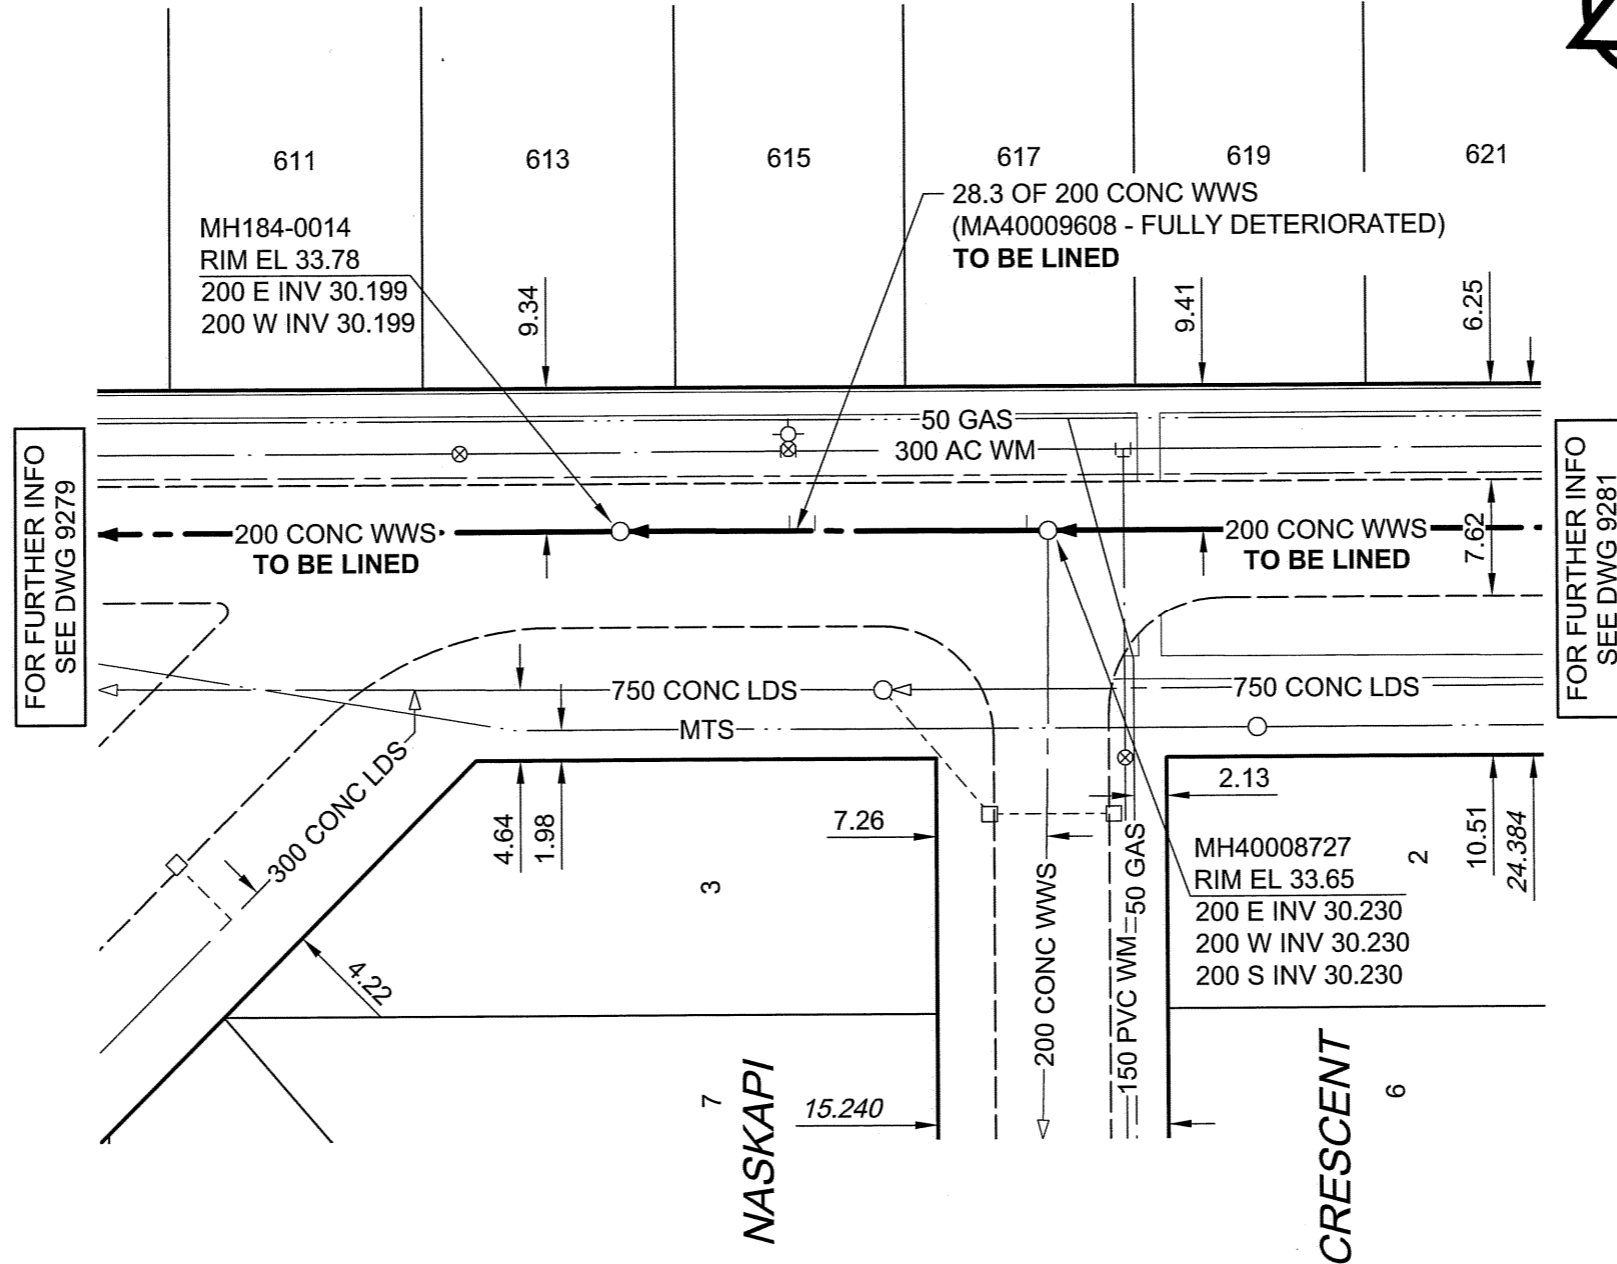 611
613
615
617
619
621
MH184-0014
RIM EL 33.78
200 E INV 30.199
200 W INV 30.199
28.3 OF 200 CONC WWS
(MA40009608 - FULLY DETERIORATED)
TO BE LINED
9.34
9.41
6.25
50 GAS
300 AC WM
FOR FURTHER INFO
SEE DWG 9279
FOR FURTHER INFO
SEE DWG 9281
200 CONC WWS
TO BE LINED
200 CONC WWS
TO BE LINED
7.62
750 CONC LDS
750 CONC LDS
MTS
300 CONC LDS
4.64
1.98
7.26
2.13
4.22
3
200 CONC WWS
150 PVC WM
50 GAS
MH40008727
RIM EL 33.65
200 E INV 30.230
200 W INV 30.230
200 S INV 30.230
2
10.51
24.384
7
NASKAPI
15.240
CRESCENT
6